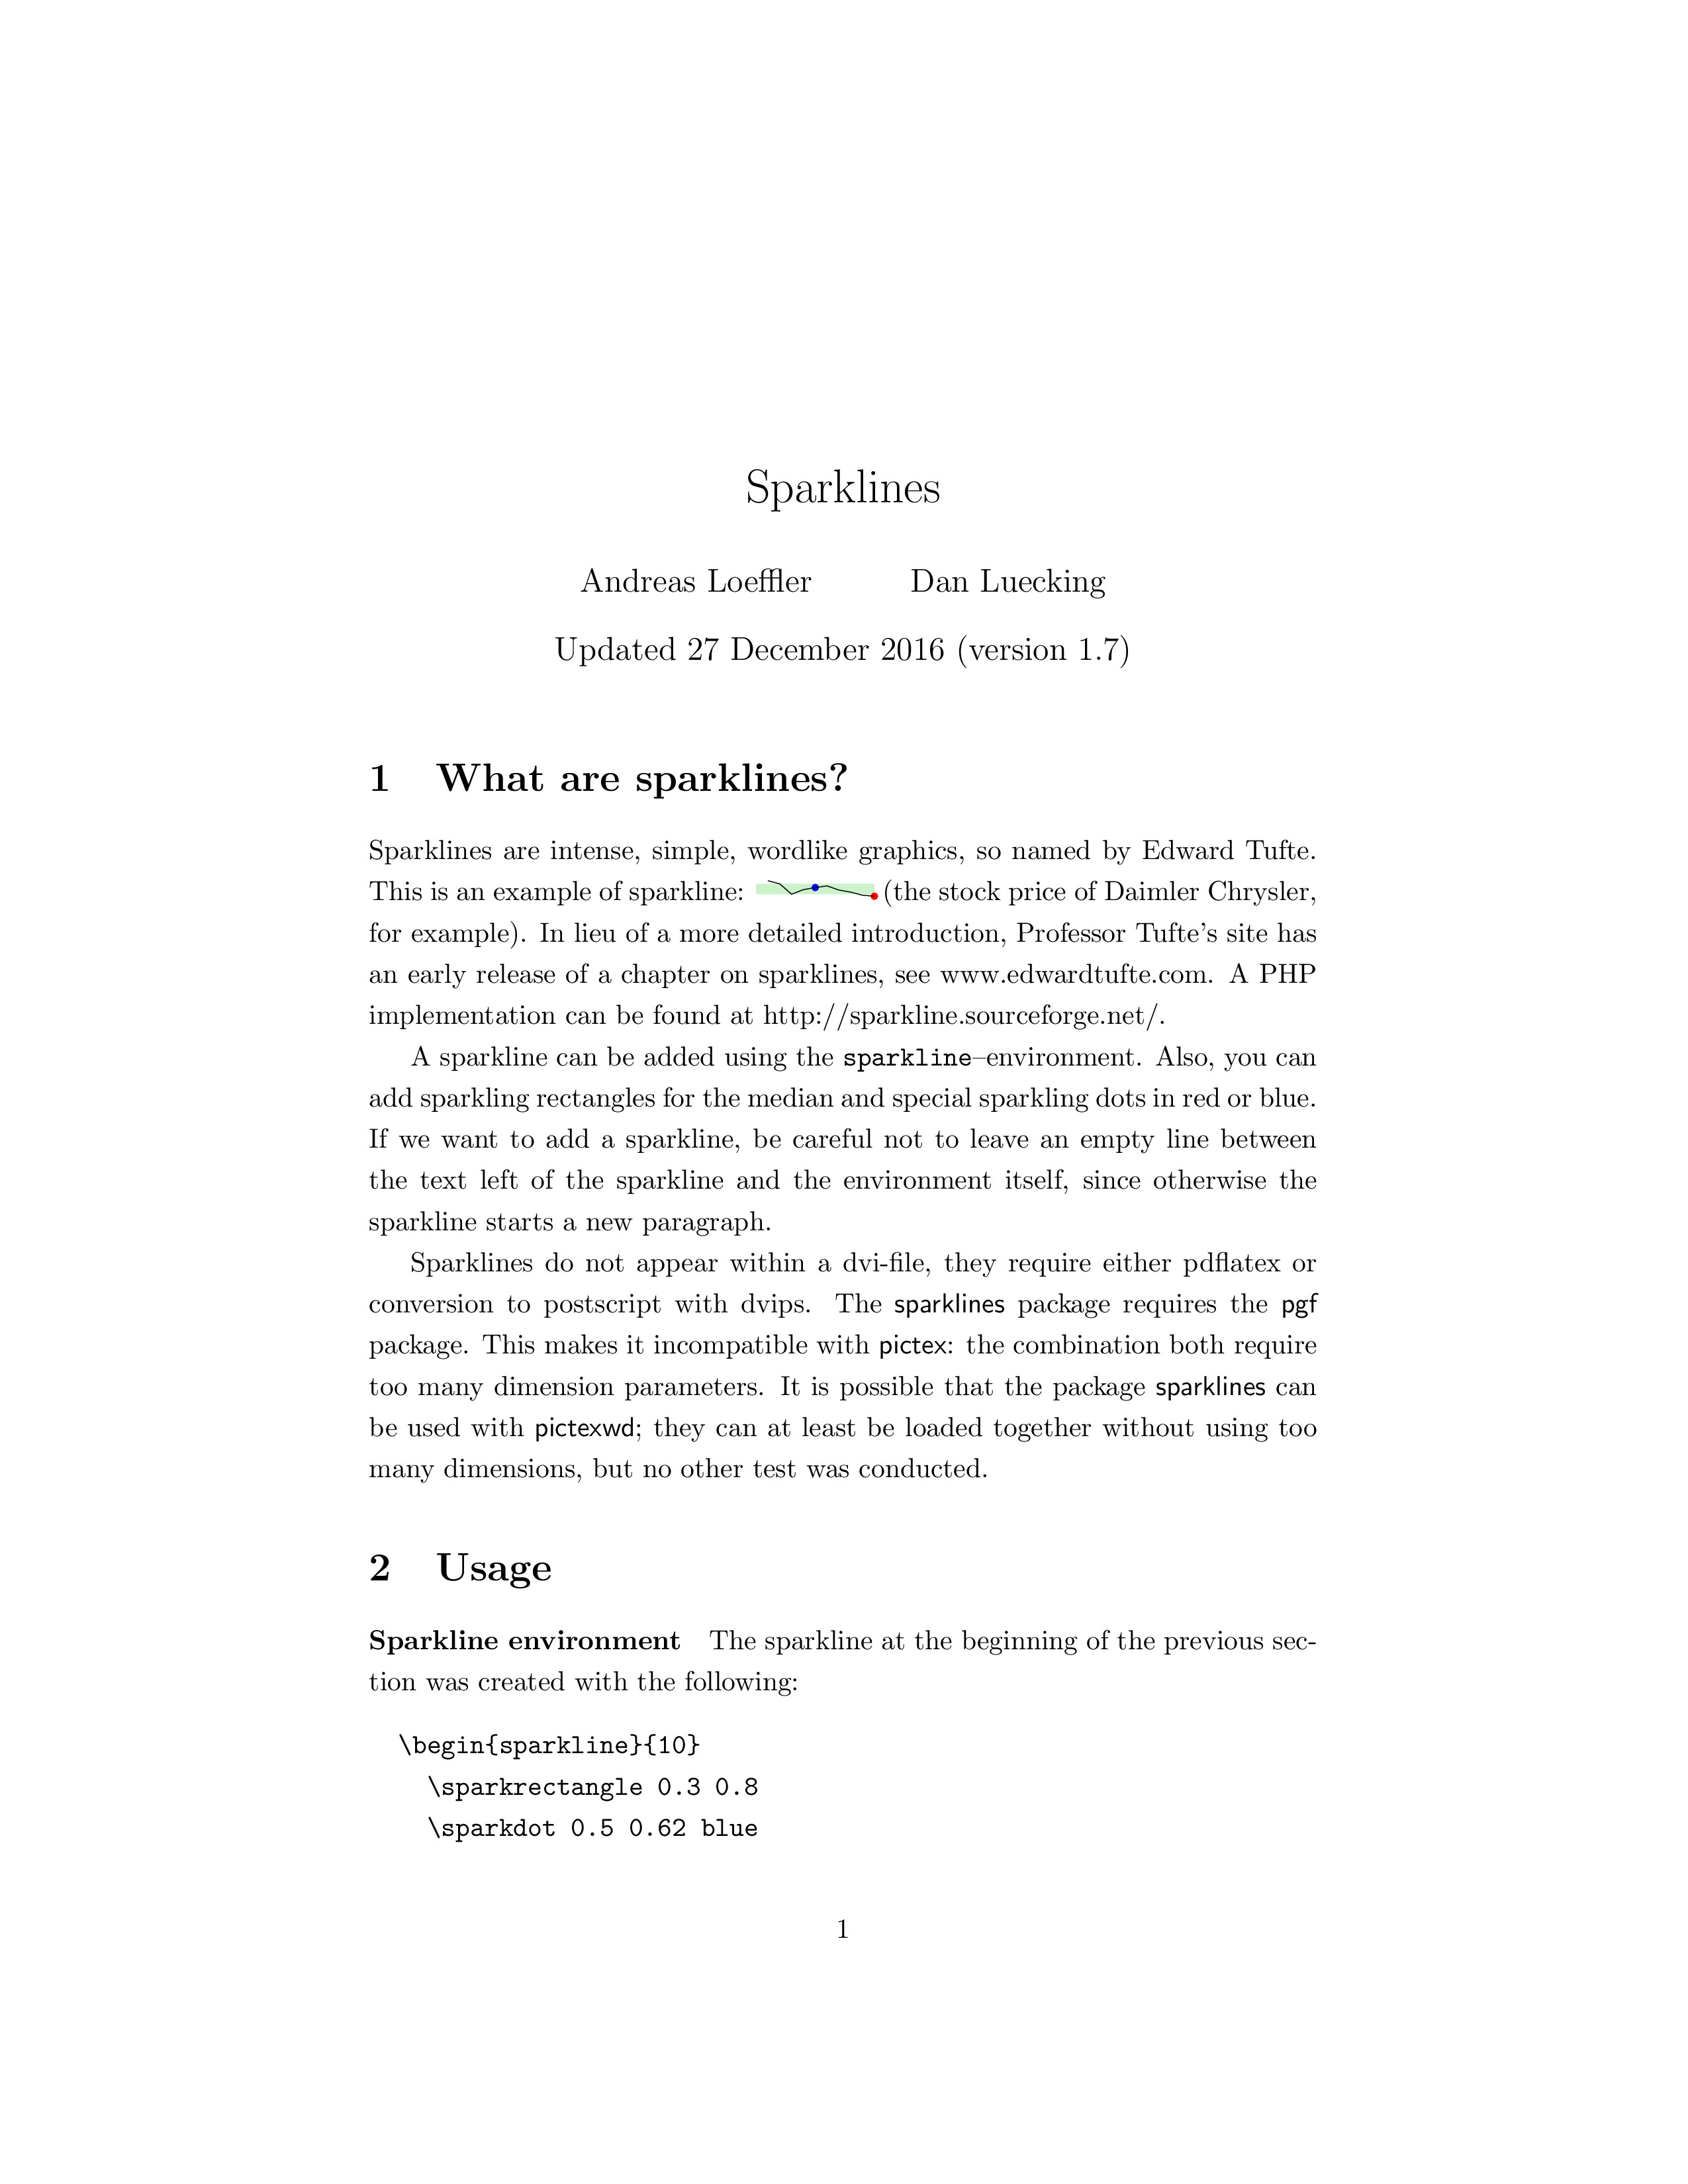 Sparklines
Andreas Loeffler Dan Luecking
Updated 27 December 2016 (version 1.7)
1 What are sparklines?
Sparklines are intense, simple, wordlike graphics, so named by Edward Tufte.
This is an example of sparkline: (the stock price of Daimler Chrysler,
for example). In lieu of a more detailed introduction, Professor Tufte's site has
an early release of a chapter on sparklines, see www.edwardtufte.com. A PHP
implementation can be found at http://sparkline.sourceforge.net/.
A sparkline can be added using the sparkline–environment. Also, you can
add sparkling rectangles for the median and special sparkling dots in red or blue.
If we want to add a sparkline, be careful not to leave an empty line between
the text left of the sparkline and the environment itself, since otherwise the
sparkline starts a new paragraph.
Sparklines do not appear within a dvi-file, they require either pdflatex or
conversion to postscript with dvips. The sparklines package requires the pgf
package. This makes it incompatible with pictex: the combination both require
too many dimension parameters. It is possible that the package sparklines can
be used with pictexwd; they can at least be loaded together without using too
many dimensions, but no other test was conducted.
2 Usage
Sparkline environment The sparkline at the beginning of the previous sec-
tion was created with the following:
\begin{sparkline}{10}
\sparkrectangle 0.3 0.8
\sparkdot 0.5 0.62 blue
1